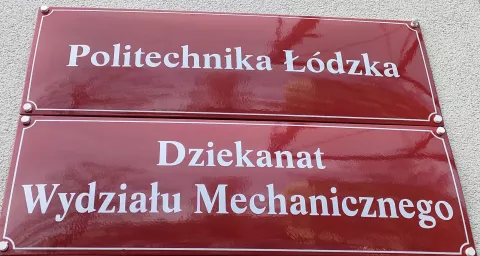 Politechnika Łódzka
Dziekanat
Wydziału Mechanicznego